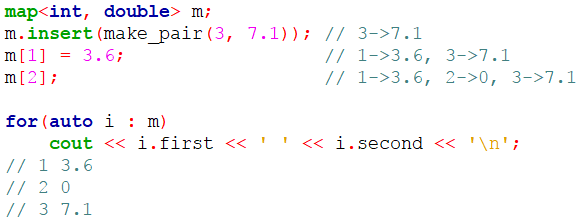 map<int, double> m;
m.insert(make_pair(3, 7.1)); // 3->7.1
m[1] = 3.6;                  // 1->3.6, 3->7.1
m[2];                        // 1->3.6, 2->0, 3->7.1

for(auto i : m)
    cout << i.first << ' ' << i.second << '\n';
// 1 3.6
// 2 0
// 3 7.1